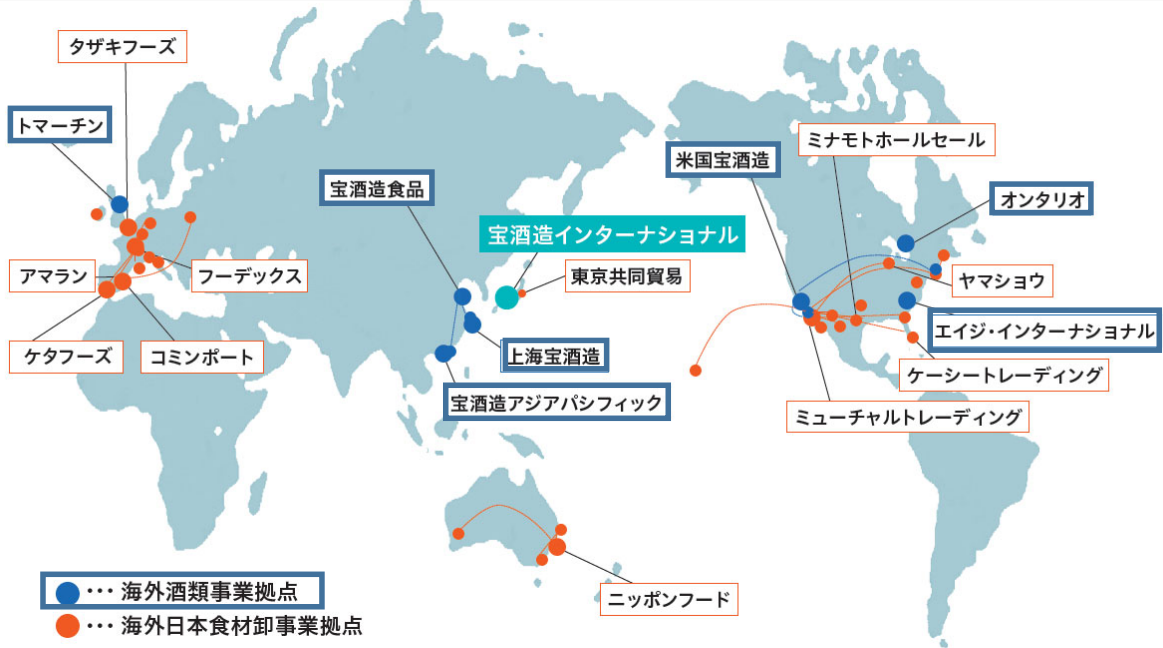 タザキフーズ
トマーチン
ミナモトホールセール
米国宝酒造
宝酒造食品
オンタリオ
宝酒造インターナショナル
アマラン
フーデックス
東京共同貿易
ヤマショウ
エイジ・インターナショナル
ケタフーズ
コミンポート
上海宝酒造
ケーシートレーディング
宝酒造アジアパシフィック
ミューチャルトレーディング
ニッポンフード
･･･ 海外酒類事業拠点
･･･ 海外日本食材卸事業拠点